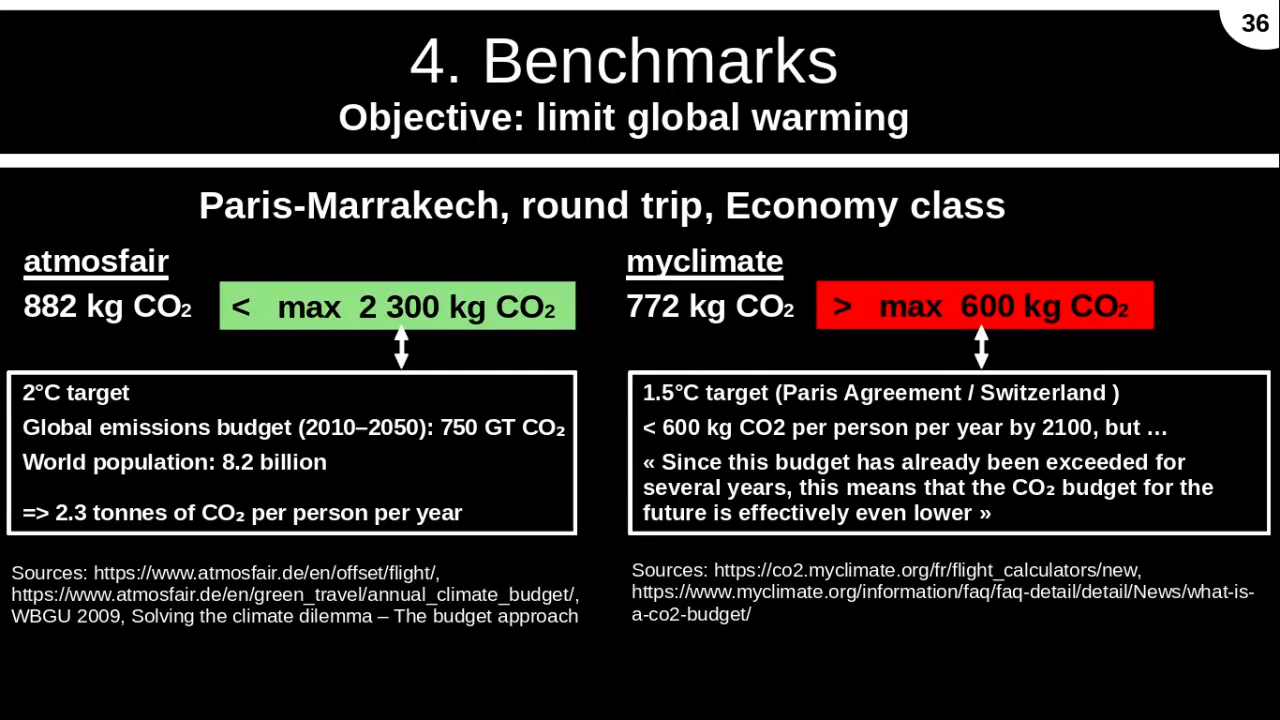 36
4. Benchmarks
Objective: limit global warming
Paris-Marrakech, round trip, Economy class
atmosfair
882 kg CO₂ < max 2 300 kg CO₂
2°C target
Global emissions budget (2010–2050): 750 GT CO₂
World population: 8.2 billion
=> 2.3 tonnes of CO₂ per person per year
Sources: https://www.atmosfair.de/en/offset/flight/,
https://www.atmosfair.de/en/green_travel/annual_climate_budget/,
WBGU 2009, Solving the climate dilemma – The budget approach
myclimate
772 kg CO₂ > max 600 kg CO₂
1.5°C target (Paris Agreement / Switzerland )
< 600 kg CO2 per person per year by 2100, but …
« Since this budget has already been exceeded for
several years, this means that the CO₂ budget for the
future is effectively even lower »
Sources: https://co2.myclimate.org/fr/flight_calculators/new,
https://www.myclimate.org/information/faq/faq-detail/detail/News/what-is-
a-co2-budget/